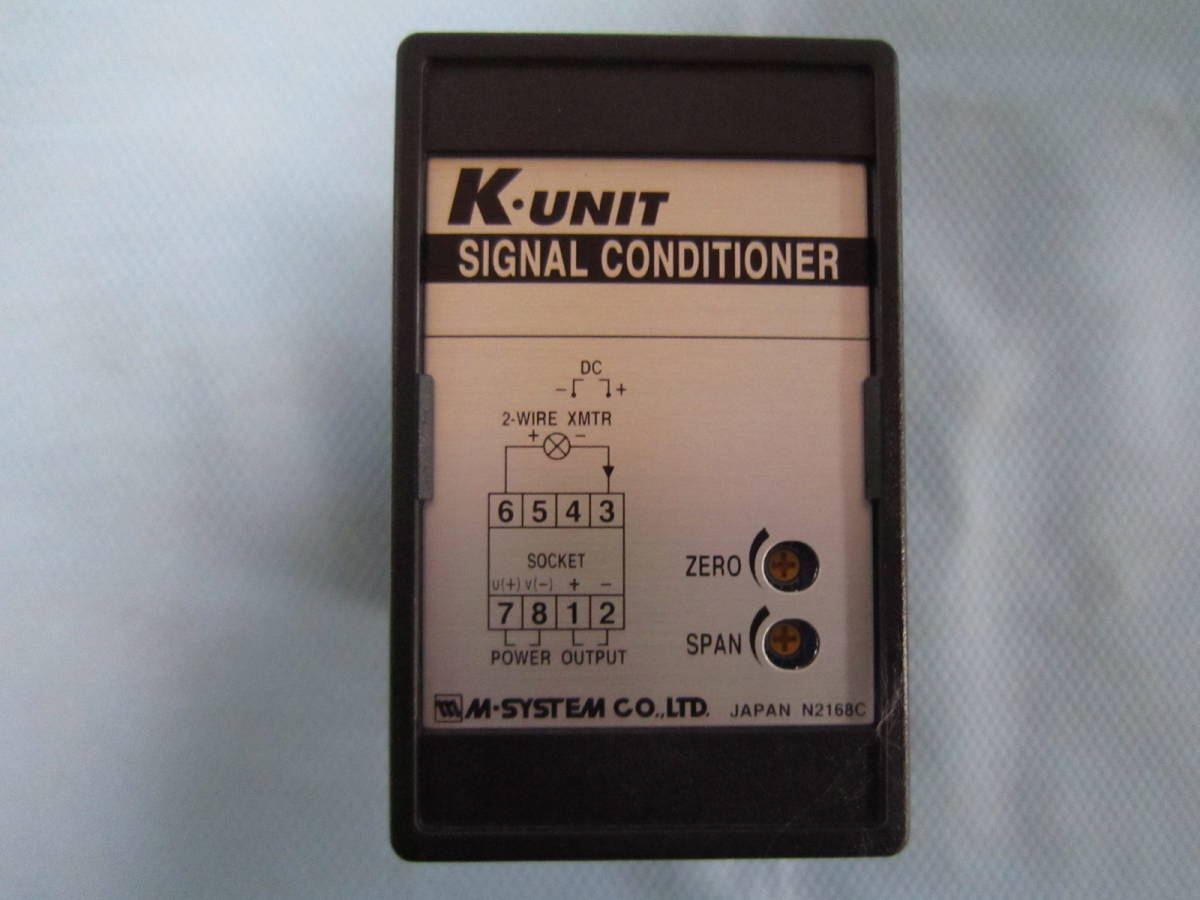 K·UNIT
SIGNAL CONDITIONER
DC
− +
2-WIRE XMTR
+ −
6 5 4 3
SOCKET
U(+) V(−) + −
7 8 1 2
POWER OUTPUT
ZERO
SPAN
M·SYSTEM CO.,LTD. JAPAN N2168C